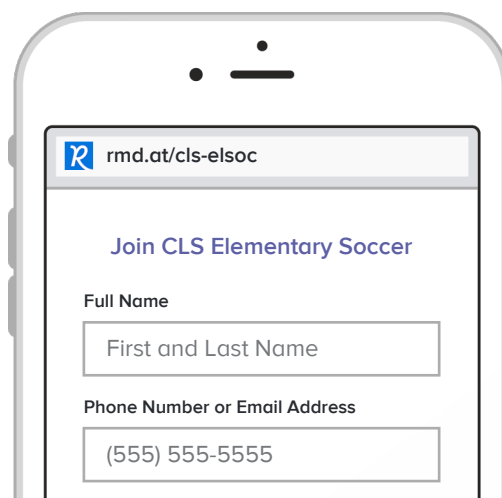 rmd.at/cls-elsoc
Join CLS Elementary Soccer
Full Name
First and Last Name
Phone Number or Email Address
(555) 555-5555